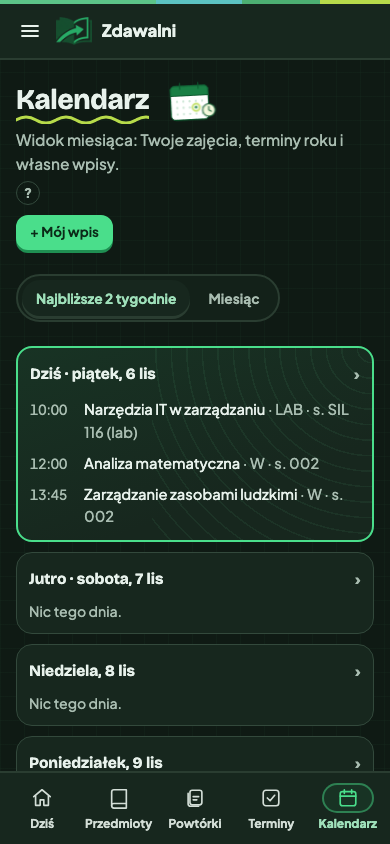 Zdawalni
Kalendarz
Widok miesiąca: Twoje zajęcia, terminy roku i
własne wpisy.
?
+ Mój wpis
Najbliższe 2 tygodnie Miesiąc
Dziś · piątek, 6 lis ›
10:00 Narzędzia IT w zarządzaniu · LAB · s. SIL
116 (lab)
12:00 Analiza matematyczna · W · s. 002
13:45 Zarządzanie zasobami ludzkimi · W · s.
002
Jutro · sobota, 7 lis ›
Nic tego dnia.
Niedziela, 8 lis ›
Nic tego dnia.
Poniedziałek, 9 lis ›
Dziś Przedmioty Powtórki Terminy Kalendarz